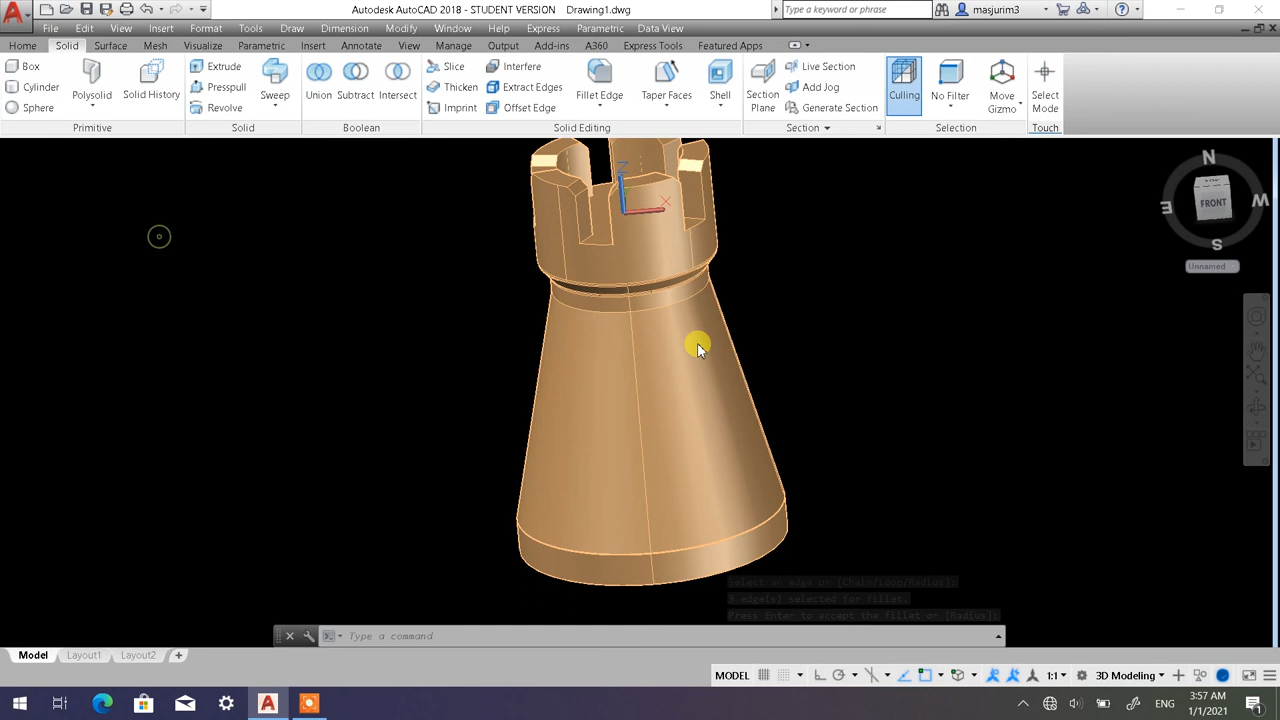 Autodesk AutoCAD 2018 - STUDENT VERSION Drawing1.dwg
Type a keyword or phrase
masjurim3
File Edit View Insert Format Tools Draw Dimension Modify Window Help Express Parametric Data View
Home Solid Surface Mesh Visualize Parametric Insert Annotate View Manage Output Add-ins A360 Express Tools Featured Apps
Box
Cylinder
Sphere
Polysolid
Solid History
Primitive
Extrude
Presspull
Revolve
Sweep
Solid
Union
Subtract
Intersect
Boolean
Slice
Thicken
Imprint
Interfere
Extract Edges
Offset Edge
Fillet Edge
Taper Faces
Shell
Solid Editing
Section
Plane
Live Section
Add Jog
Generate Section
Section
Culling
No Filter
Move
Gizmo
Selection
Select
Mode
Touch
Z
X
N
E
W
S
TOP
FRONT
Unnamed
Select an edge or [Chain/Loop/Radius]:
3 edge(s) selected for fillet.
Press Enter to accept the fillet or [Radius]:
Type a command
Model Layout1 Layout2
MODEL
1:1
3D Modeling
ENG
3:57 AM
1/1/2021